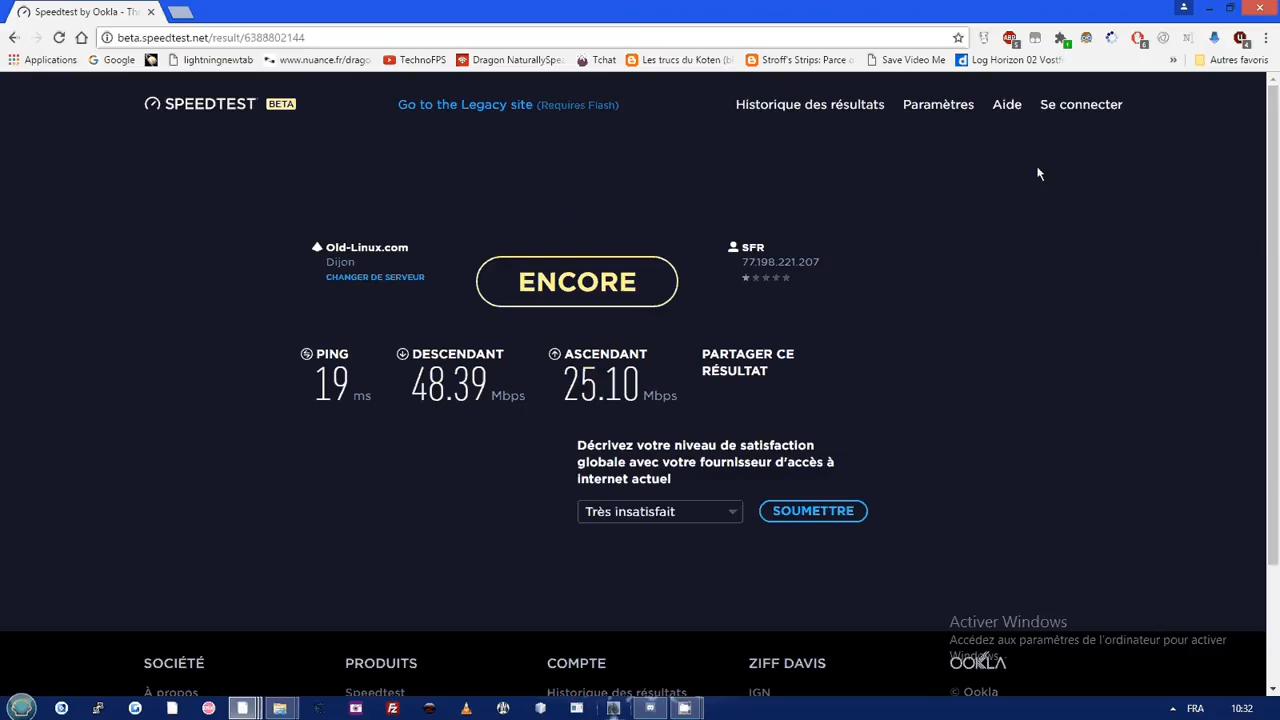 Speedtest by Ookla - The
beta.speedtest.net/result/6388802144
Applications
Google
lightningnewtab
www.nuance.fr/drago
TechnoFPS
Dragon NaturallySpea
Tchat
Les trucs du Koten (bl
Stroff's Strips: Parce q
Save Video Me
Log Horizon 02 Vostf
Autres favoris
SPEEDTEST BETA
Go to the Legacy site (Requires Flash)
Historique des résultats
Paramètres
Aide
Se connecter
Old-Linux.com
Dijon
CHANGER DE SERVEUR
ENCORE
SFR
77.198.221.207
PING
19 ms
DESCENDANT
48.39 Mbps
ASCENDANT
25.10 Mbps
PARTAGER CE
RÉSULTAT
Décrivez votre niveau de satisfaction
globale avec votre fournisseur d'accès à
Internet actuel
Très insatisfait
SOUMETTRE
Activer Windows
Accédez aux paramètres de l'ordinateur pour activer
Windows.
SOCIÉTÉ
PRODUITS
COMPTE
ZIFF DAVIS
OOKLA
À propos
Speedtest
Historique des résultats
IGN
© Ookla
FRA
10:32